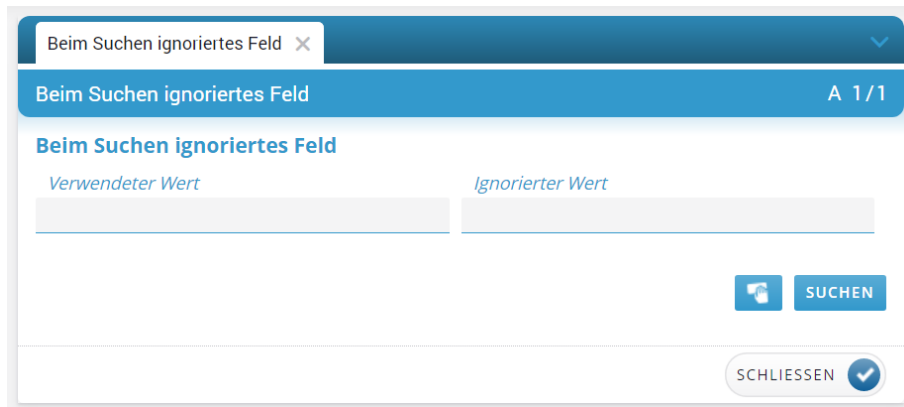 Beim Suchen ignoriertes Feld
Beim Suchen ignoriertes Feld A 1/1
Beim Suchen ignoriertes Feld
Verwendeter Wert Ignorierter Wert
SUCHEN
SCHLIESSEN